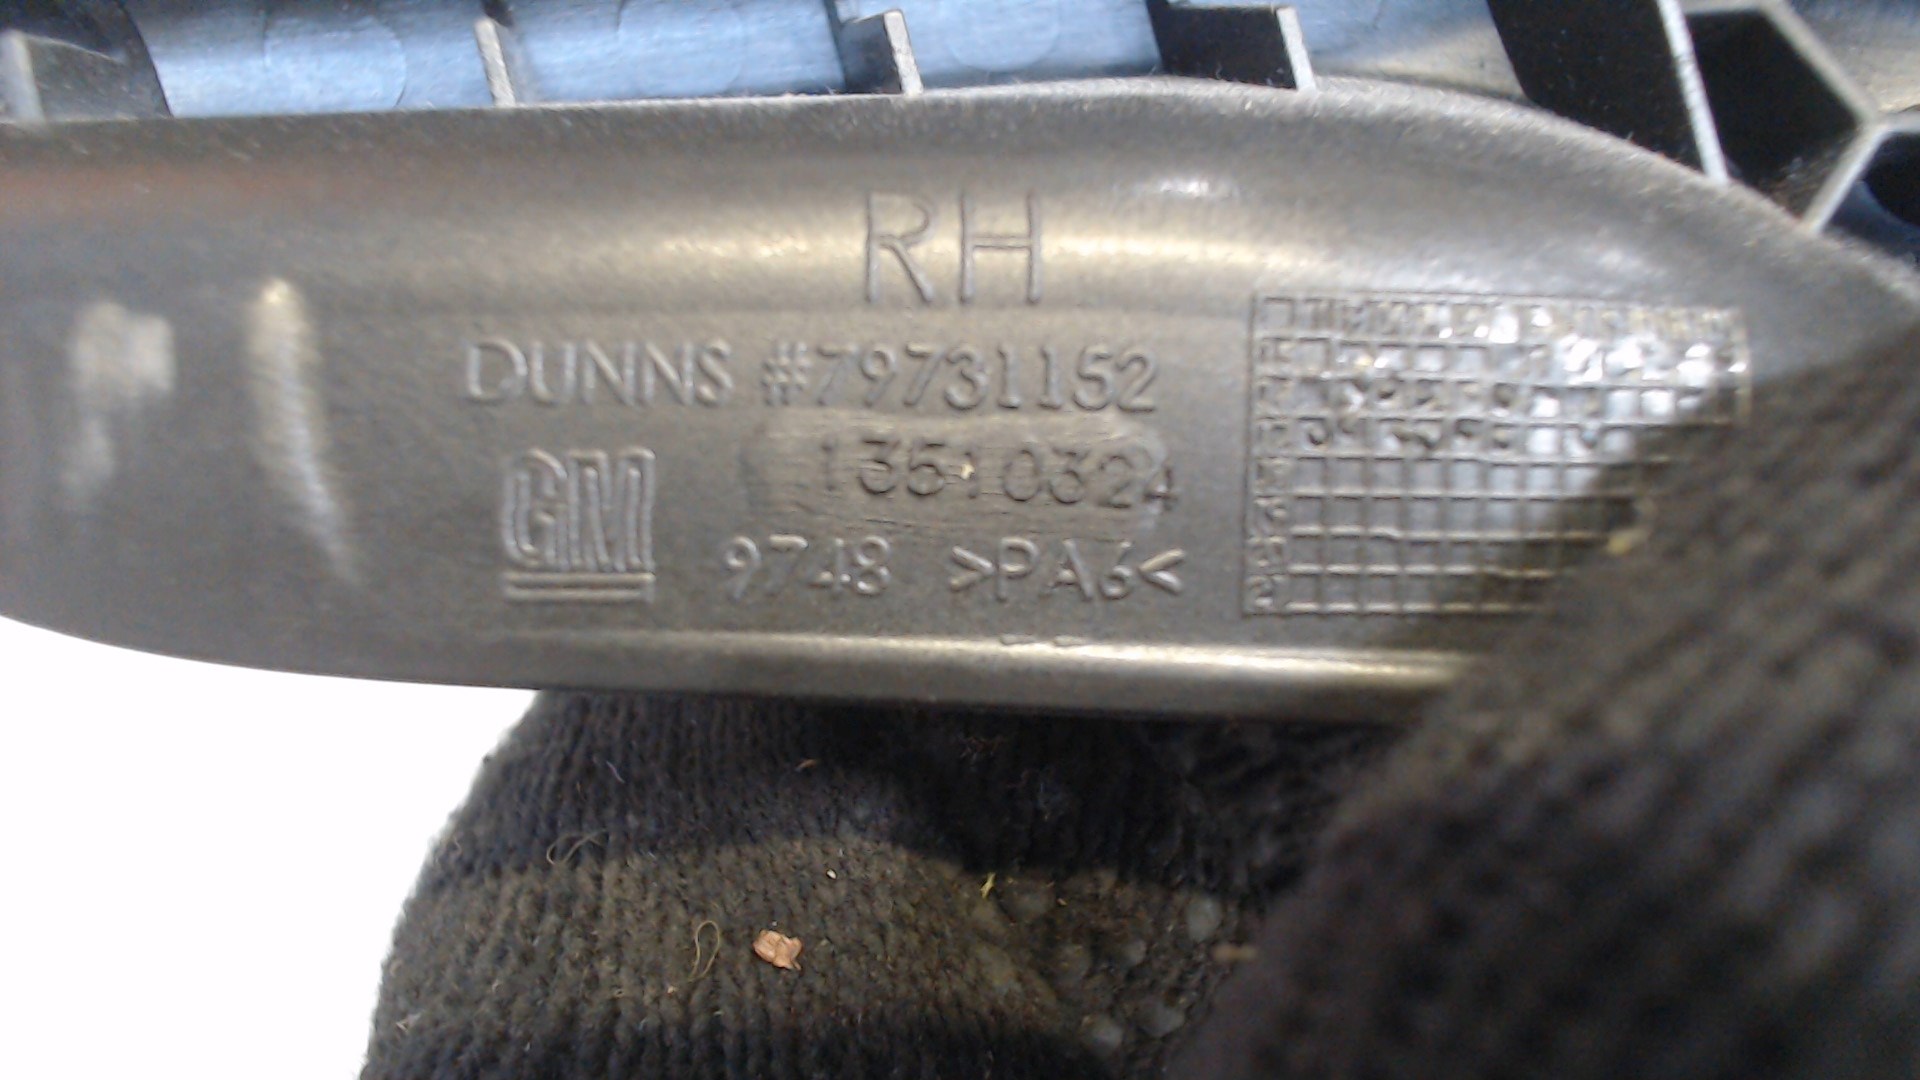 RH
DUNNS #79731152
13510324
GM
9748 >PA6<